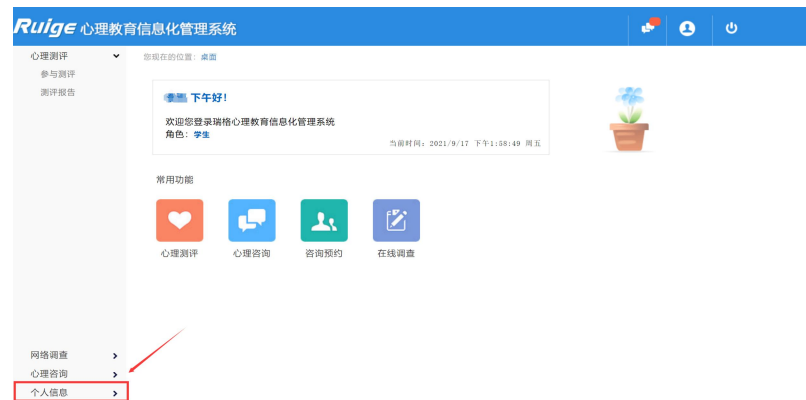 Ruige 心理教育信息化管理系统
心理测评
您现在的位置：桌面
参与测评
测评报告
下午好！
欢迎您登录瑞格心理教育信息化管理系统
角色：学生
当前时间：2021/9/17 下午1:58:49 周五
常用功能
心理测评 心理咨询 咨询预约 在线调查
网络调查
心理咨询
个人信息